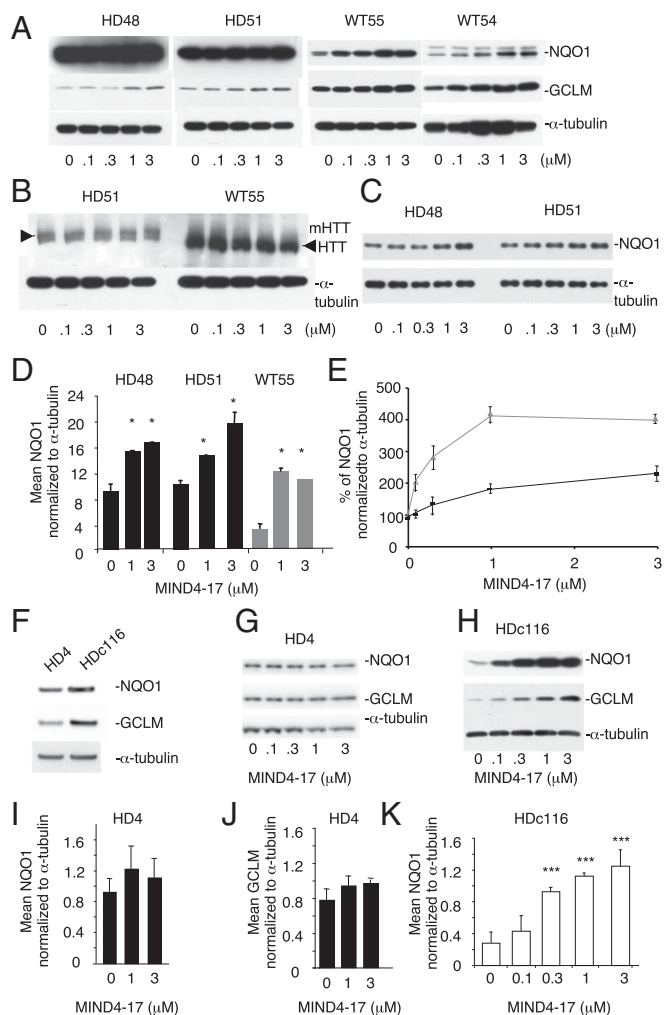 A
HD48 HD51 WT55 WT54
-NQO1
-GCLM
-α-tubulin
0 .1 .3 1 3 0 .1 .3 1 3 0 .1 .3 1 3 0 .1 .3 1 3 (μM)
B
HD51 WT55
mHTT
HTT
-α-
tubulin
0 .1 .3 1 3 0 .1 .3 1 3 (μM)
C
HD48 HD51
-NQO1
-α-
tubulin
0 0.1 0.3 1 3 0 .1 .3 1 3 (μM)
D
HD48 HD51 WT55
Mean NQO1
normalized to α-tubulin
24
20
16
12
8
4
0
* * * * * *
0 1 3 0 1 3 0 1 3
MIND4-17 (μM)
E
% of NQO1
normalizedto α-tubulin
500
400
300
200
100
0
0 1 2 3
MIND4-17 (μM)
F
HD4 HDc116
-NQO1
-GCLM
-α-tubulin
G
HD4
-NQO1
-GCLM
-α-tubulin
0 .1 .3 1 3
MIND4-17 (μM)
H
HDc116
-NQO1
-GCLM
-α-tubulin
0 .1 .3 1 3
MIND4-17 (μM)
I
HD4
Mean NQO1
normalized to α-tubulin
1.6
1.2
0.8
0.4
0
0 1 3
MIND4-17 (μM)
J
HD4
Mean GCLM
normalized to α-tubulin
1.6
1.2
0.8
0.4
0
0 1 3
MIND4-17 (μM)
K
HDc116
Mean NQO1
normalized to α-tubulin
1.6
1.2
0.8
0.4
0
*** *** ***
0 0.1 0.3 1 3
MIND4-17 (μM)